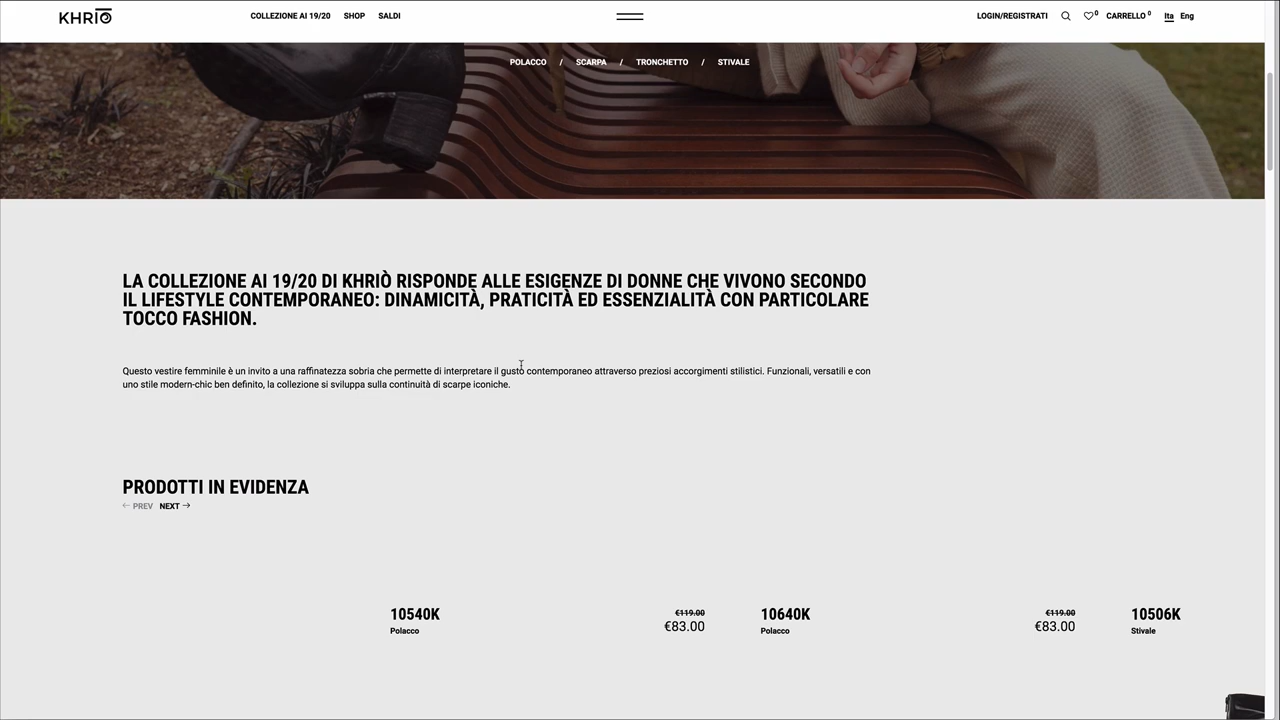 KHRIŌ
COLLEZIONE AI 19/20 SHOP SALDI
LOGIN/REGISTRATI 0 CARRELLO 0 Ita Eng
POLACCO / SCARPA / TRONCHETTO / STIVALE
LA COLLEZIONE AI 19/20 DI KHRIÒ RISPONDE ALLE ESIGENZE DI DONNE CHE VIVONO SECONDO
IL LIFESTYLE CONTEMPORANEO: DINAMICITÀ, PRATICITÀ ED ESSENZIALITÀ CON PARTICOLARE
TOCCO FASHION.
Questo vestire femminile è un invito a una raffinatezza sobria che permette di interpretare il gusto contemporaneo attraverso preziosi accorgimenti stilistici. Funzionali, versatili e con
uno stile modern-chic ben definito, la collezione si sviluppa sulla continuità di scarpe iconiche.
PRODOTTI IN EVIDENZA
← PREV NEXT →
10540K €119.00
Polacco €83.00
10640K €119.00
Polacco €83.00
10506K
Stivale